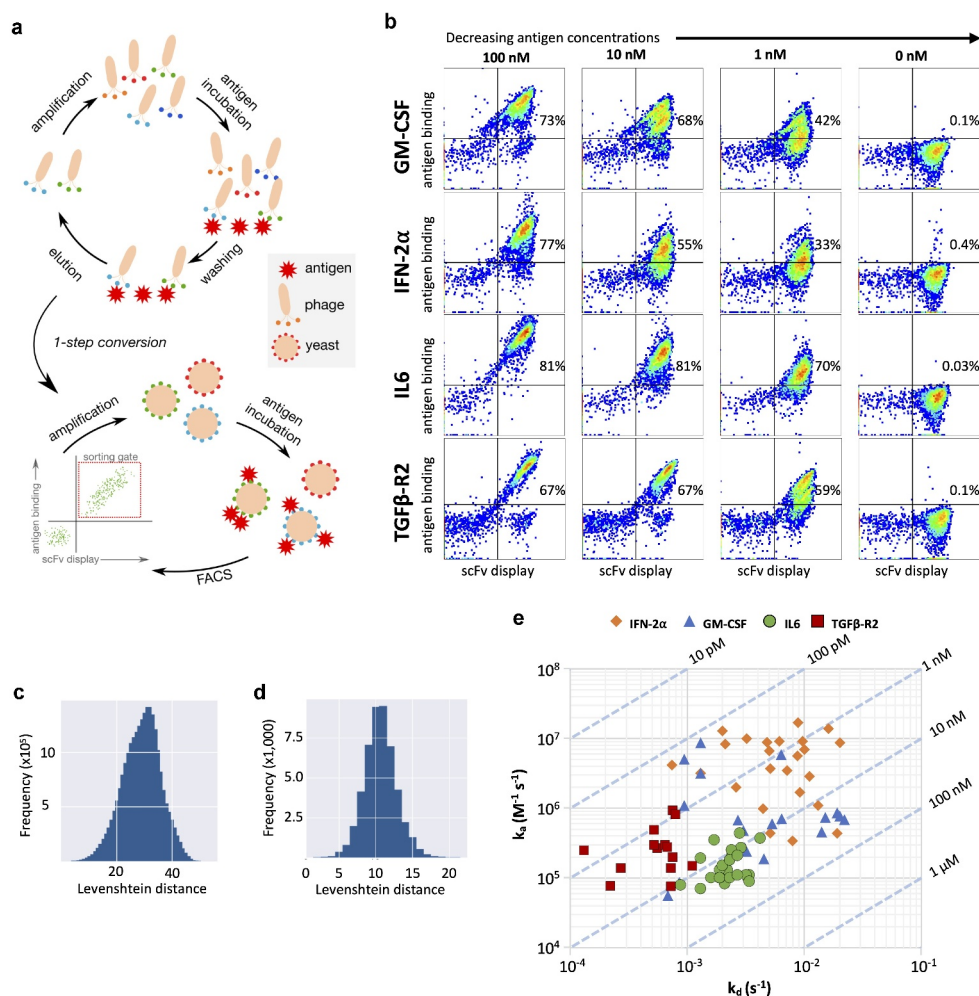 a
amplification
antigen
incubation
washing
elution
1-step conversion
antigen
phage
yeast
amplification
antigen
incubation
sorting gate
antigen binding
scFv display
FACS
b
Decreasing antigen concentrations
100 nM 10 nM 1 nM 0 nM
GM-CSF
antigen binding
73% 68% 42% 0.1%
IFN-2α
antigen binding
77% 55% 33% 0.4%
IL6
antigen binding
81% 81% 70% 0.03%
TGFβ-R2
antigen binding
67% 67% 59% 0.1%
scFv display scFv display scFv display scFv display
c
Frequency (x10⁵)
10
5
20 40
Levenshtein distance
d
Frequency (x1,000)
7.5
5.0
2.5
0 5 10 15 20
Levenshtein distance
e
IFN-2α GM-CSF IL6 TGFβ-R2
10 pM 100 pM 1 nM
10 nM
100 nM
1 µM
kₐ (M⁻¹ s⁻¹)
10⁸
10⁷
10⁶
10⁵
10⁴
10⁻⁴ 10⁻³ 10⁻² 10⁻¹
k_d (s⁻¹)